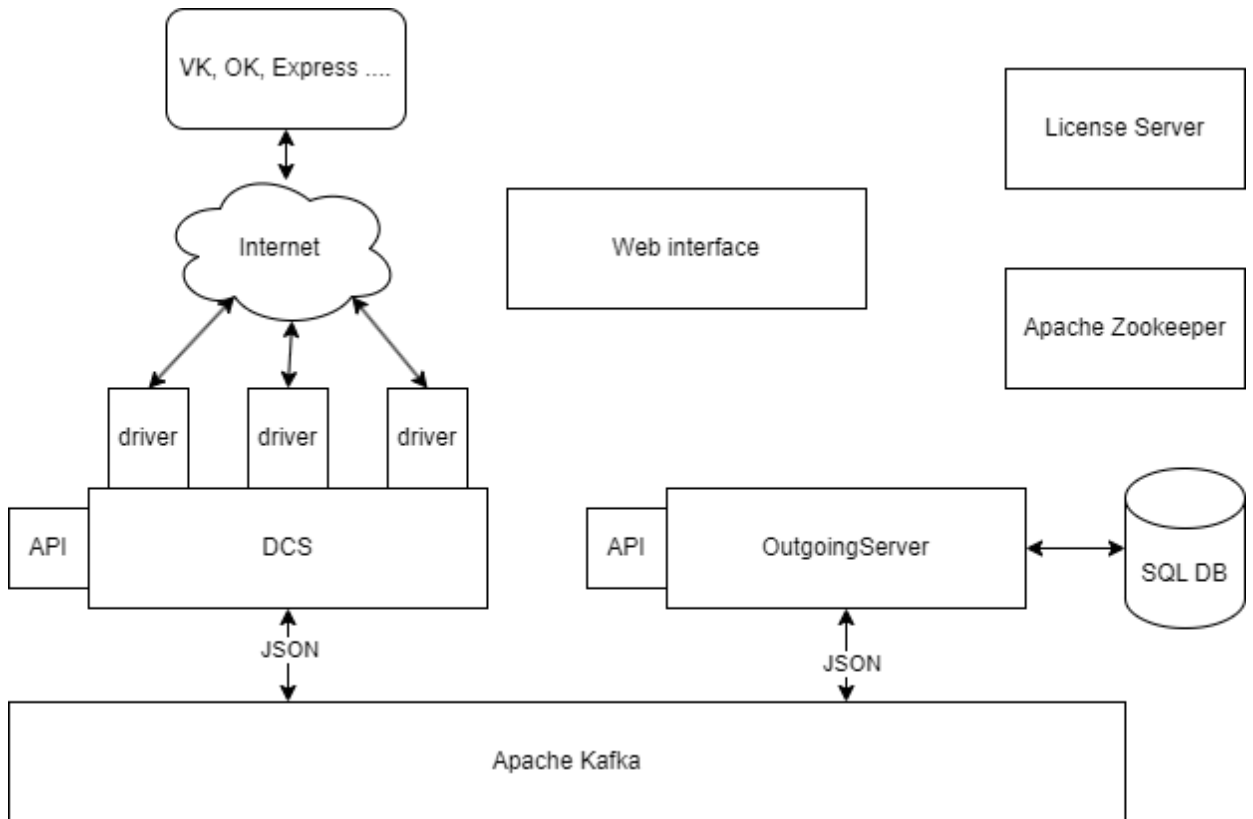 VK, OK, Express ....
License Server
Internet
Web interface
Apache Zookeeper
driver
driver
driver
API
DCS
API
OutgoingServer
SQL DB
JSON
JSON
Apache Kafka